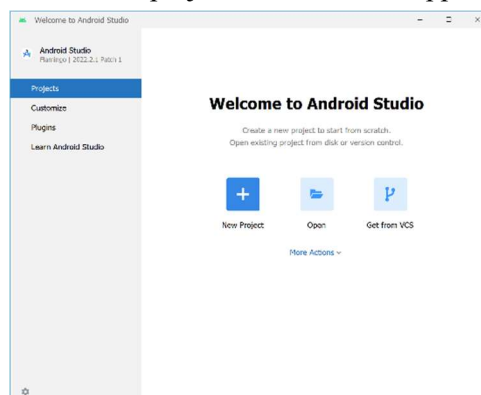 Welcome to Android Studio
Android Studio
Flamingo | 2022.2.1 Patch 1
Projects
Customize
Plugins
Learn Android Studio
Welcome to Android Studio
Create a new project to start from scratch.
Open existing project from disk or version control.
New Project
Open
Get from VCS
More Actions